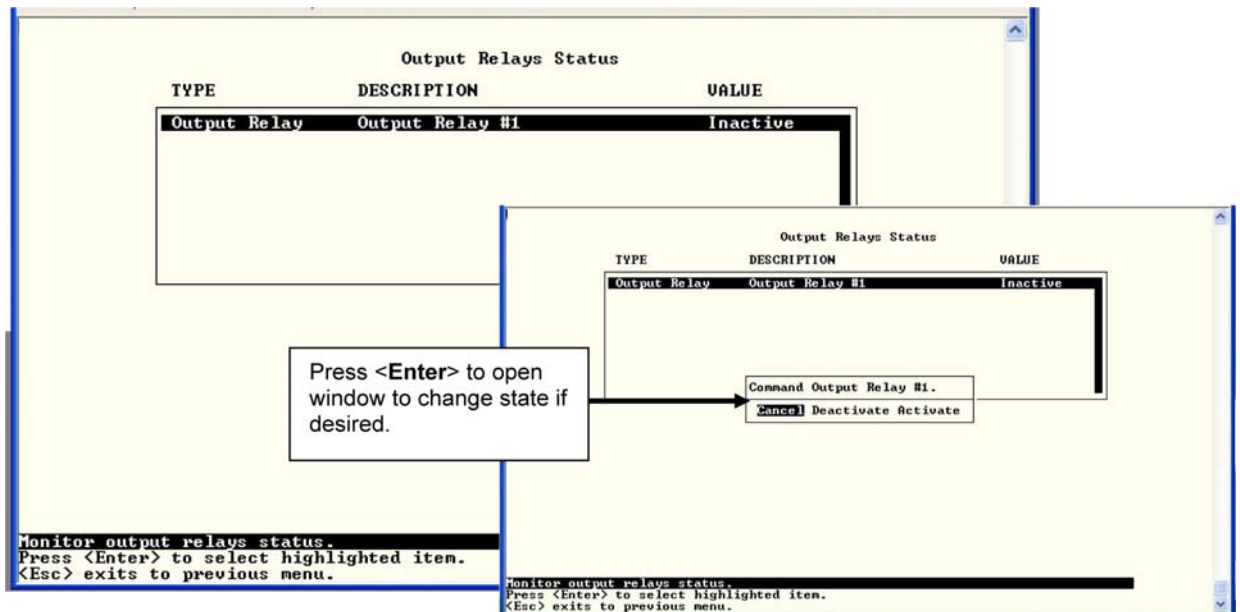 Output Relays Status
TYPE DESCRIPTION VALUE
Output Relay Output Relay #1 Inactive
Output Relays Status
TYPE DESCRIPTION VALUE
Output Relay Output Relay #1 Inactive
Press <Enter> to open
window to change state if
desired.
Command Output Relay #1.
Cancel Deactivate Activate
Monitor output relays status.
Press <Enter> to select highlighted item.
<Esc> exits to previous menu.
Monitor output relays status.
Press <Enter> to select highlighted item.
<Esc> exits to previous menu.